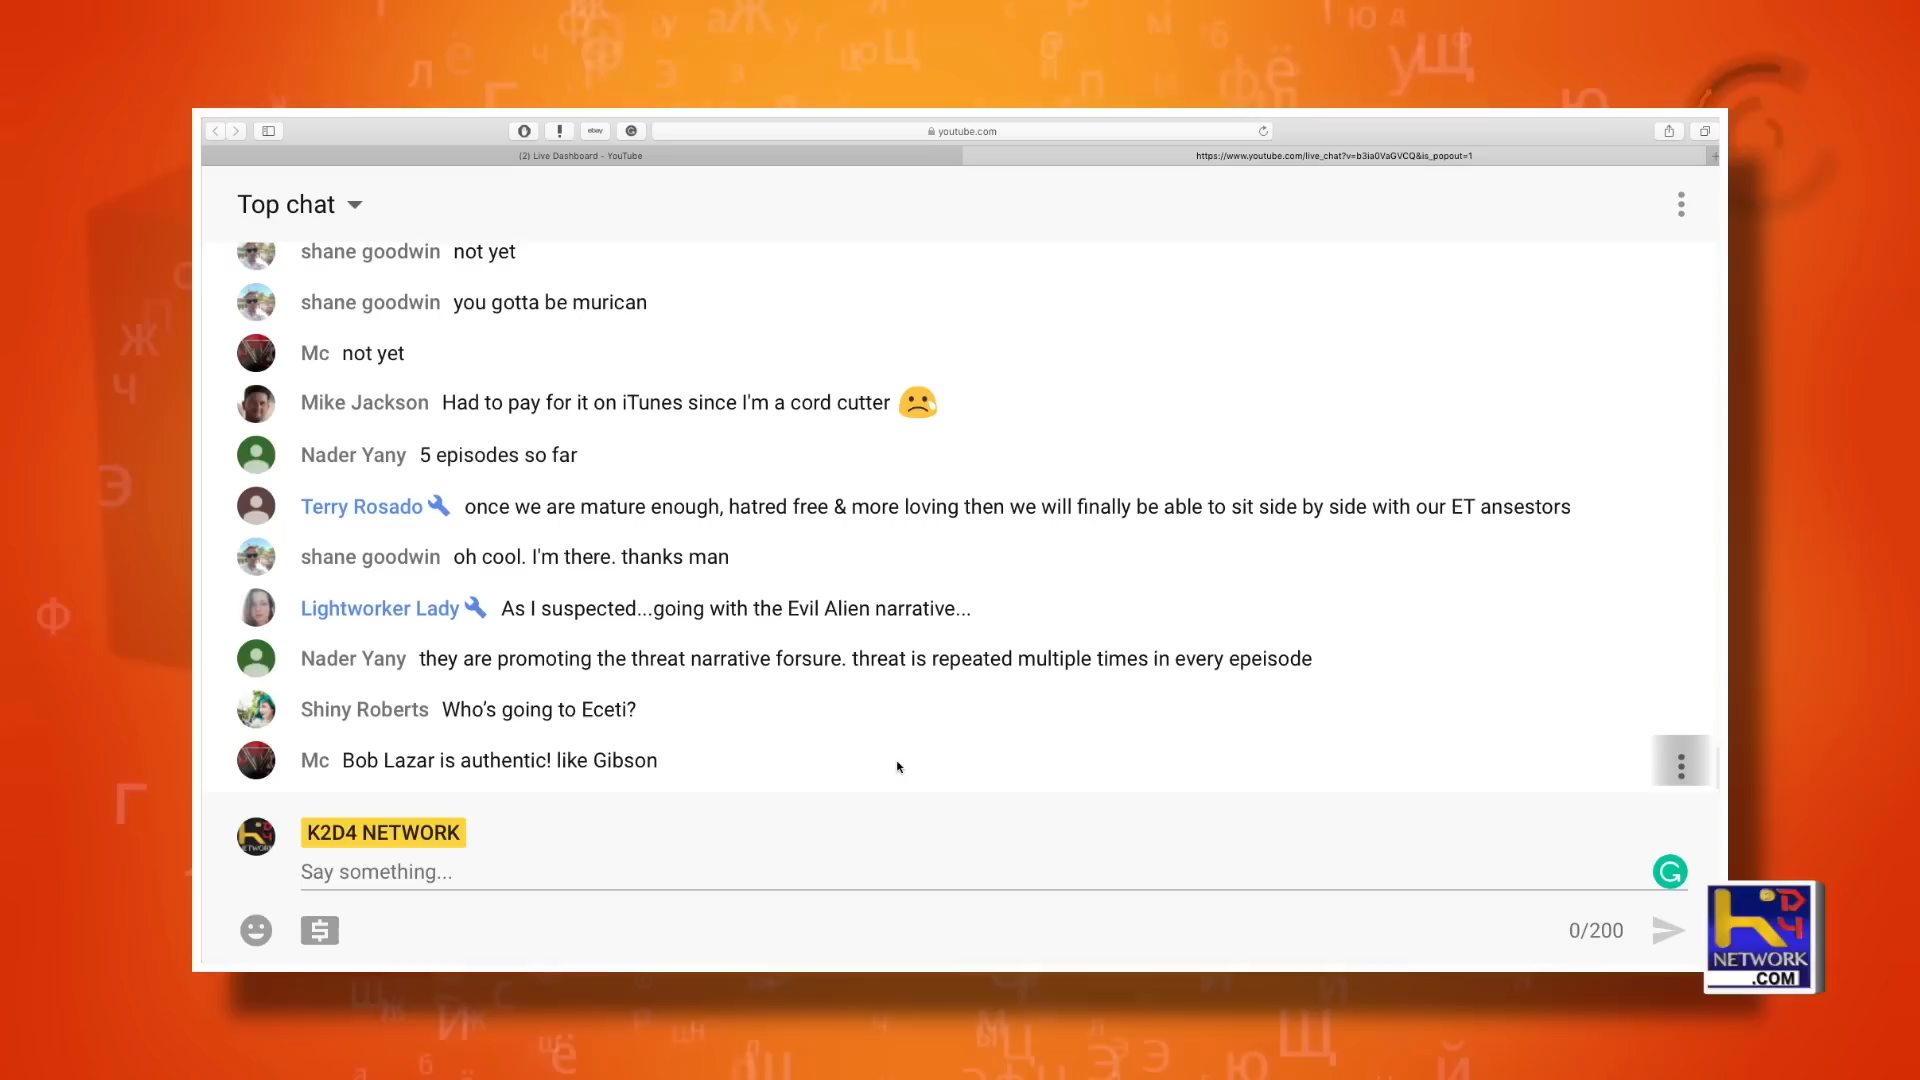 ebay
youtube.com
(2) Live Dashboard - YouTube
https://www.youtube.com/live_chat?v=b3ia0VaGVCQ&is_popout=1
Top chat
shane goodwin not yet
shane goodwin you gotta be murican
Mc not yet
Mike Jackson Had to pay for it on iTunes since I'm a cord cutter
Nader Yany 5 episodes so far
Terry Rosado once we are mature enough, hatred free & more loving then we will finally be able to sit side by side with our ET ansestors
shane goodwin oh cool. I'm there. thanks man
Lightworker Lady As I suspected...going with the Evil Alien narrative...
Nader Yany they are promoting the threat narrative forsure. threat is repeated multiple times in every epeisode
Shiny Roberts Who’s going to Eceti?
Mc Bob Lazar is authentic! like Gibson
K2D4 NETWORK
Say something...
0/200
K2D4
NETWORK
.COM